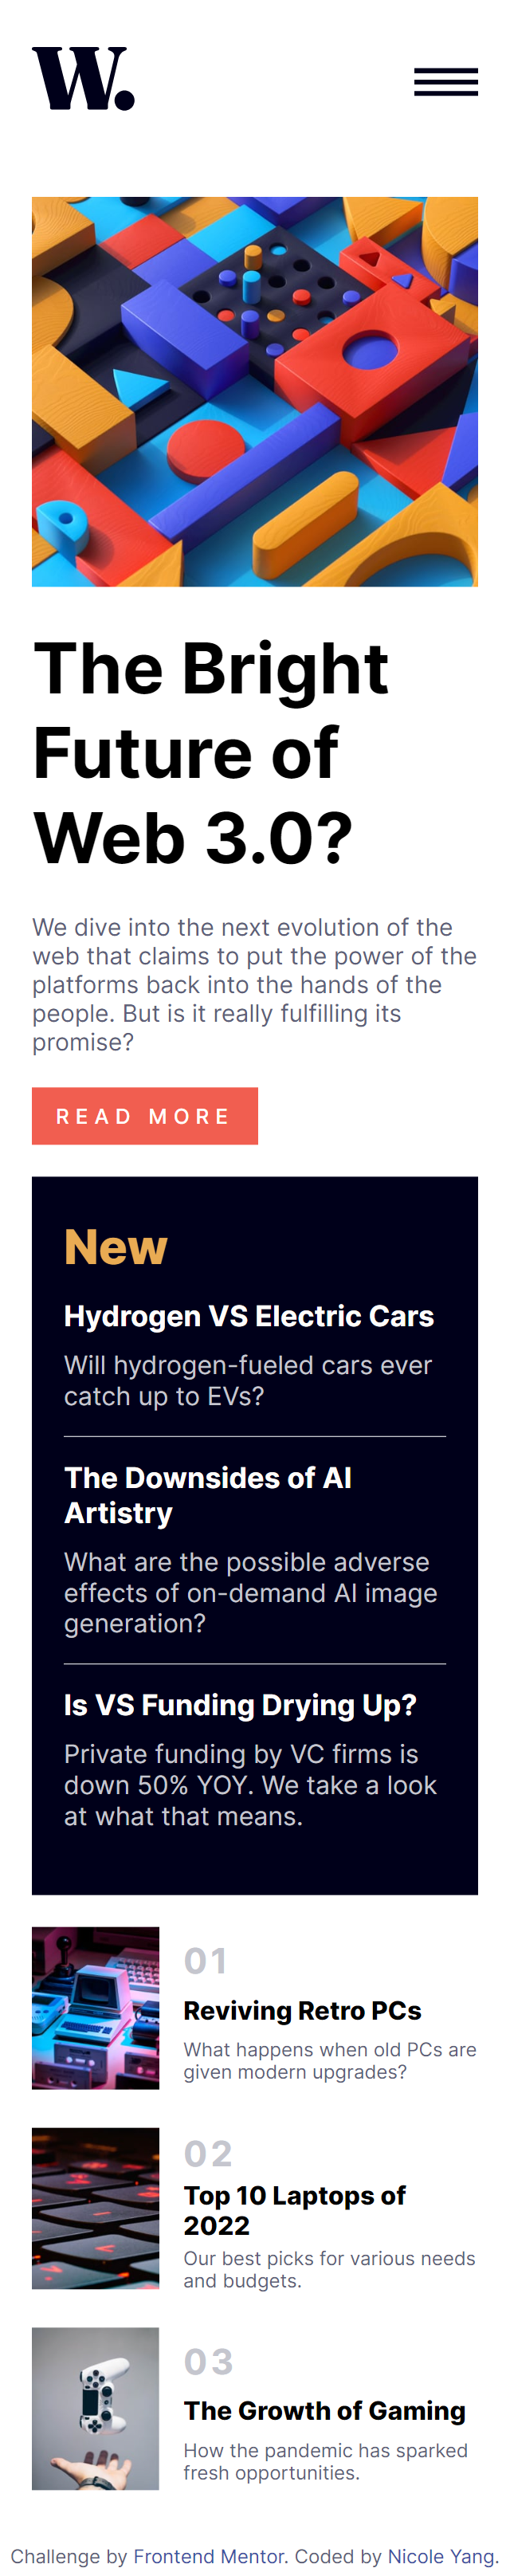 W.
The Bright
Future of
Web 3.0?
We dive into the next evolution of the
web that claims to put the power of the
platforms back into the hands of the
people. But is it really fulfilling its
promise?
READ MORE
New
Hydrogen VS Electric Cars
Will hydrogen-fueled cars ever
catch up to EVs?
The Downsides of AI
Artistry
What are the possible adverse
effects of on-demand AI image
generation?
Is VS Funding Drying Up?
Private funding by VC firms is
down 50% YOY. We take a look
at what that means.
01
Reviving Retro PCs
What happens when old PCs are
given modern upgrades?
02
Top 10 Laptops of
2022
Our best picks for various needs
and budgets.
03
The Growth of Gaming
How the pandemic has sparked
fresh opportunities.
Challenge by Frontend Mentor. Coded by Nicole Yang.